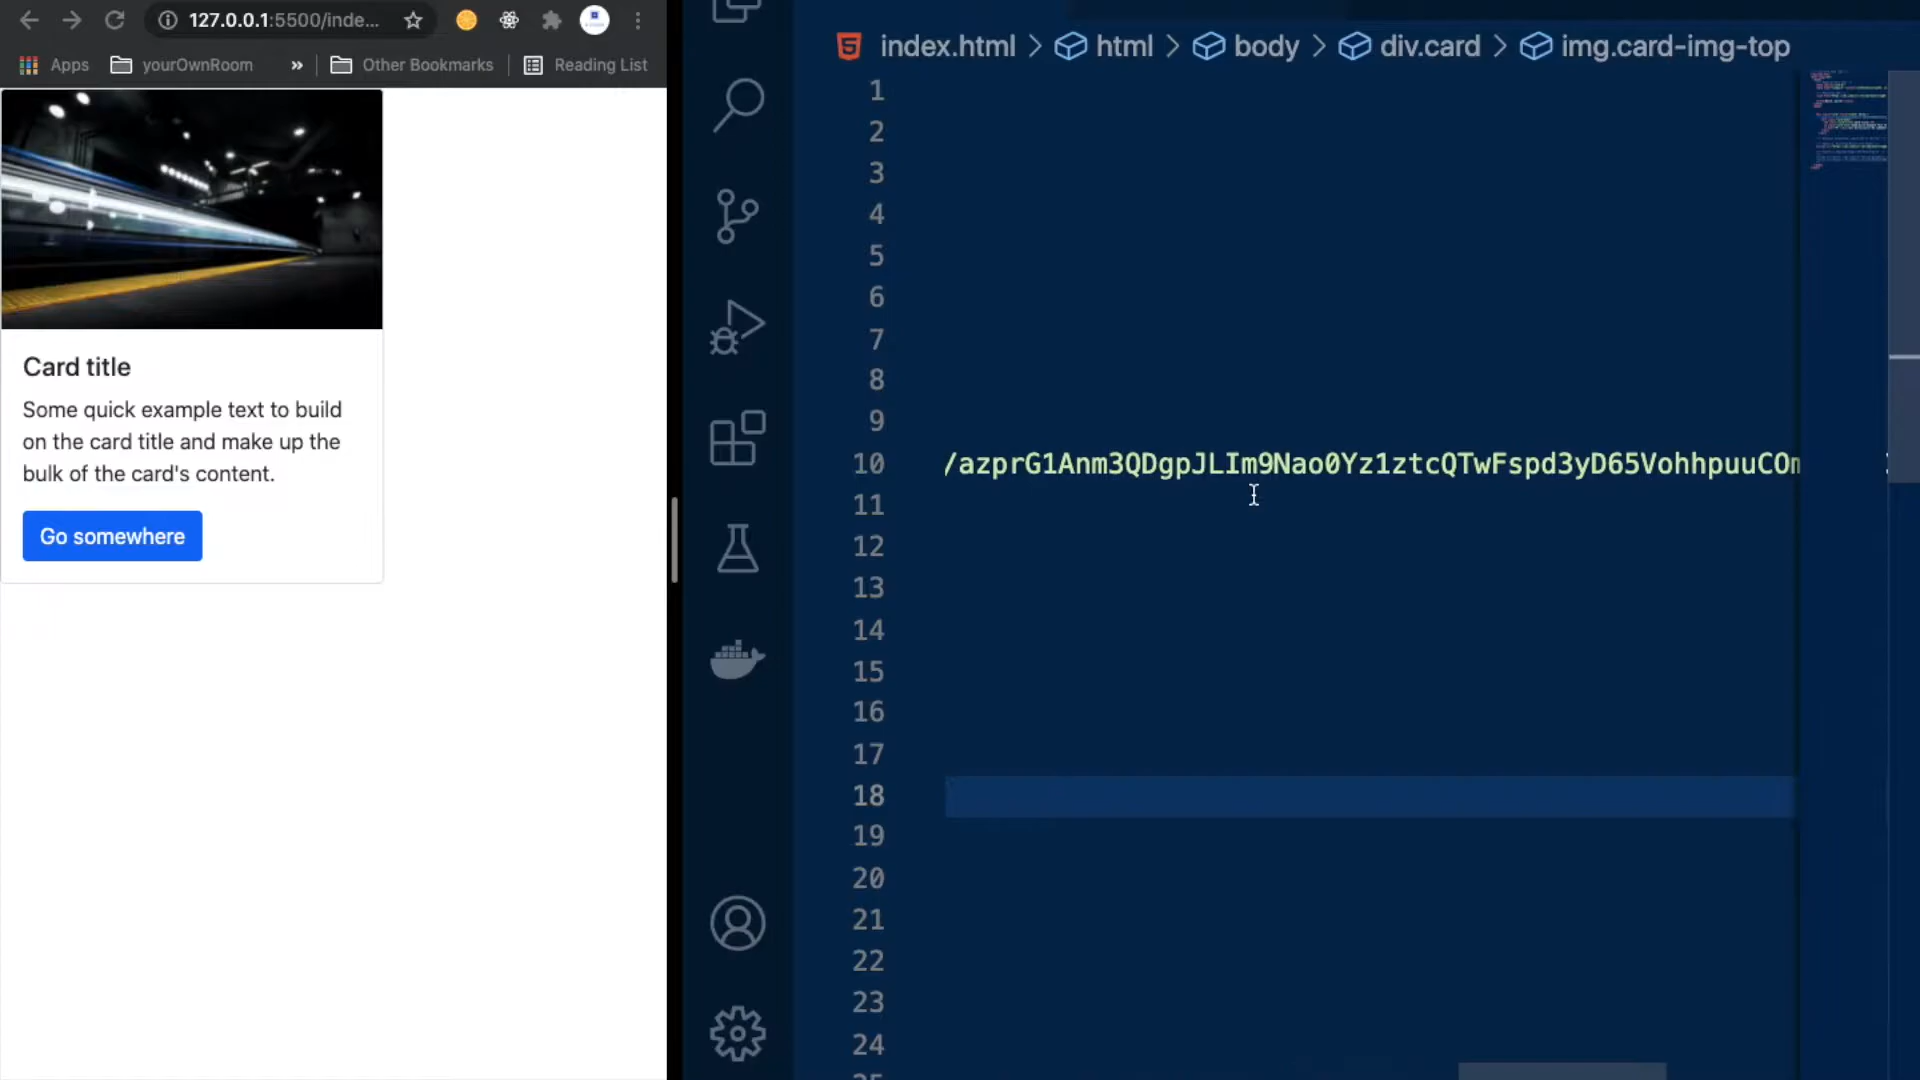 127.0.0.1:5500/inde...
Apps
yourOwnRoom
»
Other Bookmarks
Reading List
Card title
Some quick example text to build
on the card title and make up the
bulk of the card's content.
Go somewhere
index.html > html > body > div.card > img.card-img-top
1
2
3
4
5
6
7
8
9
10 /azprG1Anm3QDgpJLIm9Nao0Yz1ztcQTwFspd3yD65VohhpuuCOm
11
12
13
14
15
16
17
18
19
20
21
22
23
24